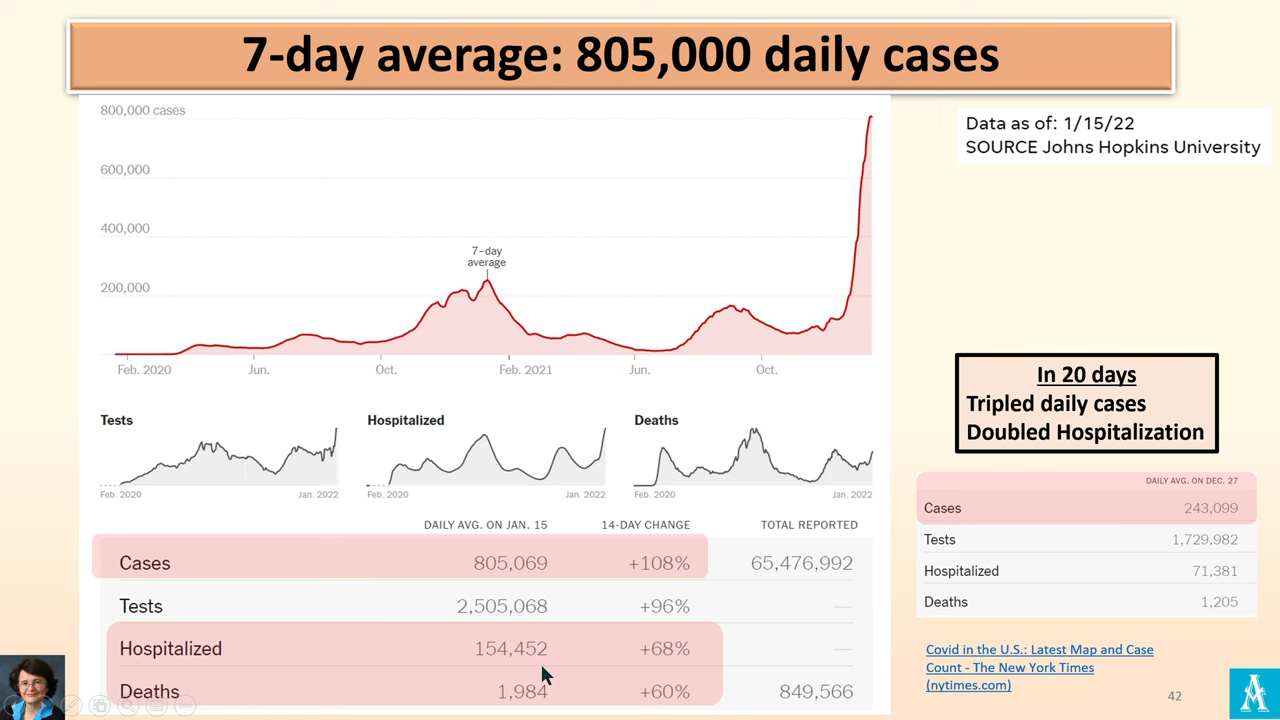 7-day average: 805,000 daily cases
800,000 cases
600,000
400,000
200,000
7–day
average
Feb. 2020 Jun. Oct. Feb. 2021 Jun. Oct.
Data as of: 1/15/22
SOURCE Johns Hopkins University
In 20 days
Tripled daily cases
Doubled Hospitalization
Tests Hospitalized Deaths
Feb. 2020 Jan. 2022 Feb. 2020 Jan. 2022 Feb. 2020 Jan. 2022
DAILY AVG. ON JAN. 15 14-DAY CHANGE TOTAL REPORTED
Cases 805,069 +108% 65,476,992
Tests 2,505,068 +96% —
Hospitalized 154,452 +68% —
Deaths 1,984 +60% 849,566
DAILY AVG. ON DEC. 27
Cases 243,099
Tests 1,729,982
Hospitalized 71,381
Deaths 1,205
Covid in the U.S.: Latest Map and Case
Count - The New York Times
(nytimes.com)
42
A